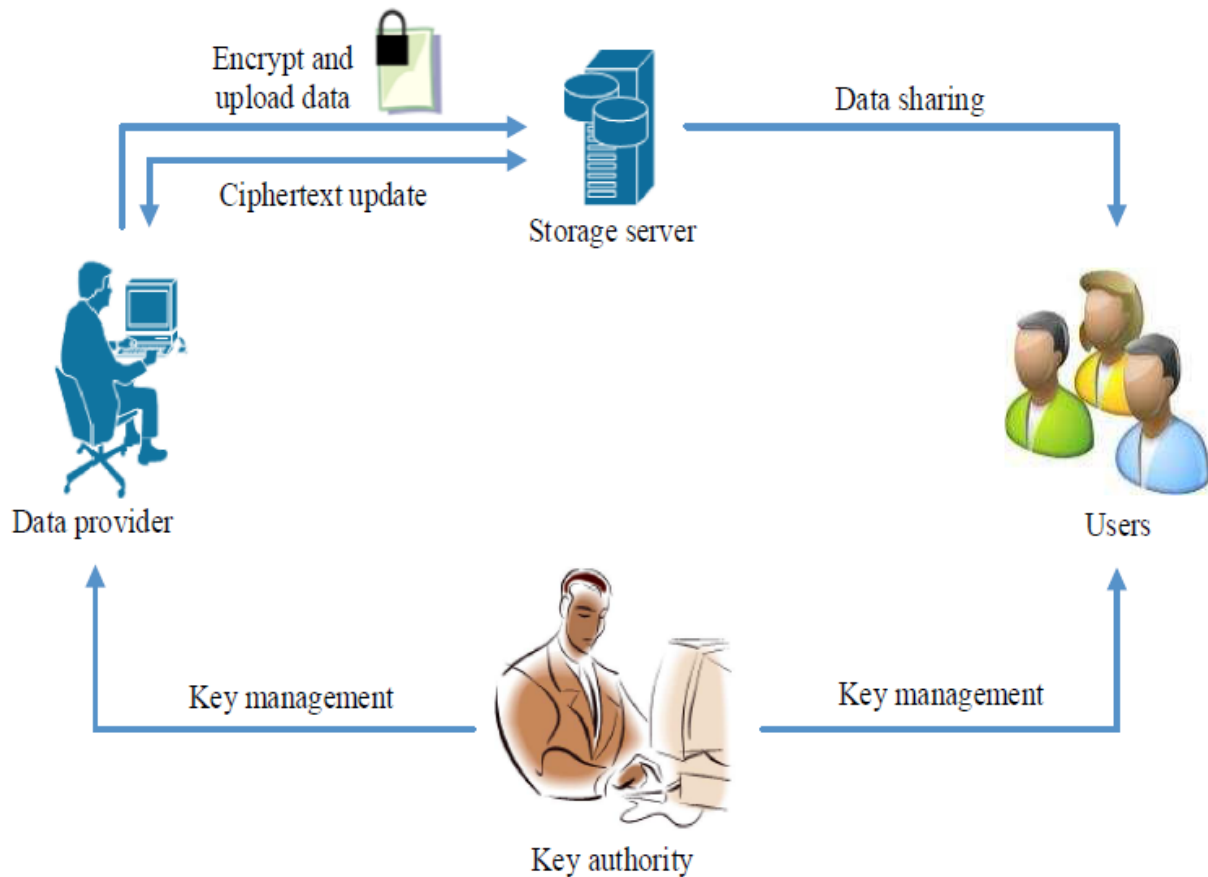 Encrypt and
upload data
Data sharing
Ciphertext update
Storage server
Data provider
Users
Key management
Key management
Key authority